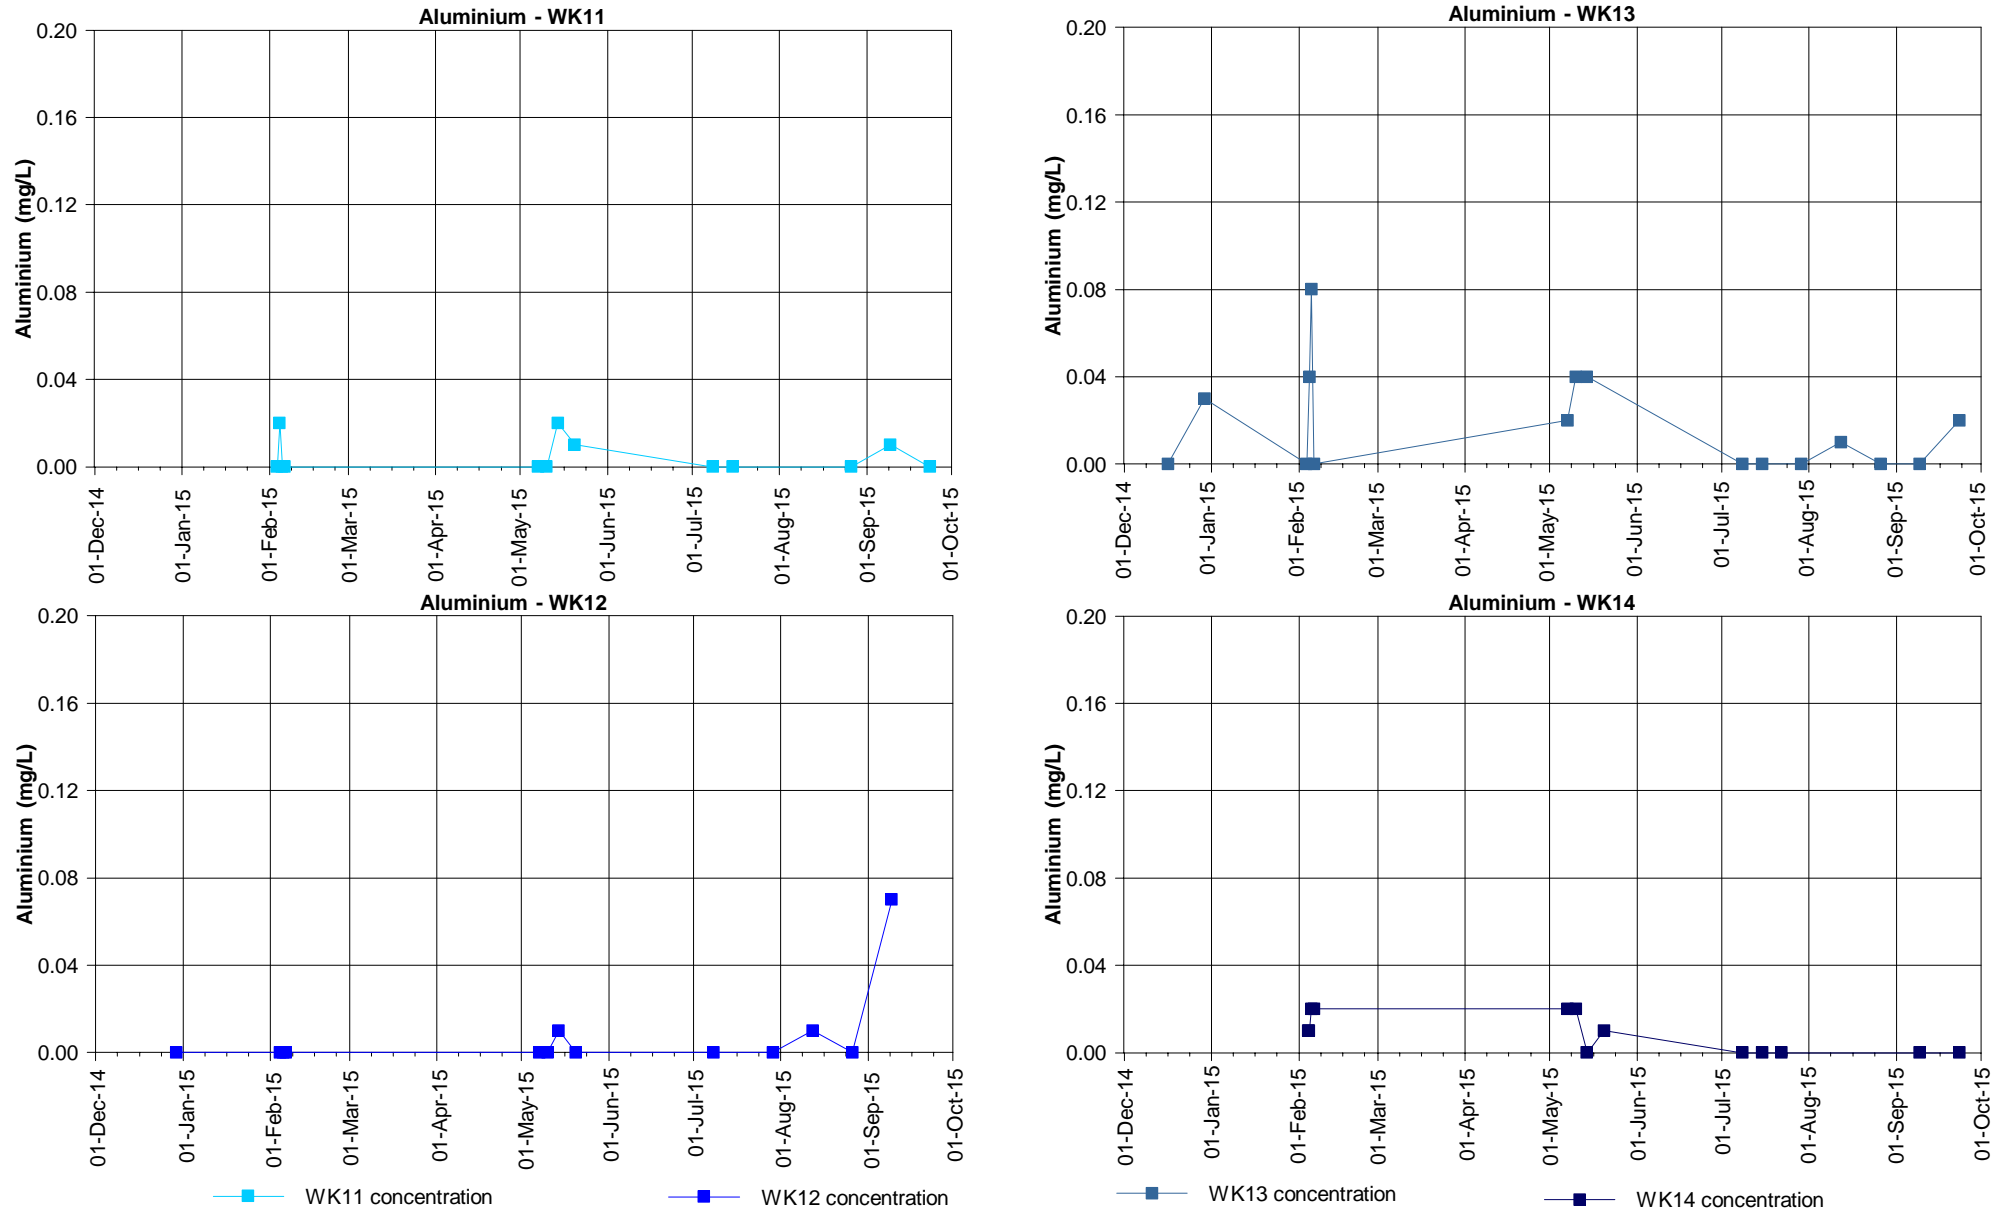 Aluminium - WK11
Aluminium (mg/L)
0.20
0.16
0.12
0.08
0.04
0.00
01-Dec-14
01-Jan-15
01-Feb-15
01-Mar-15
01-Apr-15
01-May-15
01-Jun-15
01-Jul-15
01-Aug-15
01-Sep-15
01-Oct-15
Aluminium - WK13
Aluminium (mg/L)
0.20
0.16
0.12
0.08
0.04
0.00
01-Dec-14
01-Jan-15
01-Feb-15
01-Mar-15
01-Apr-15
01-May-15
01-Jun-15
01-Jul-15
01-Aug-15
01-Sep-15
01-Oct-15
Aluminium - WK12
Aluminium (mg/L)
0.20
0.16
0.12
0.08
0.04
0.00
01-Dec-14
01-Jan-15
01-Feb-15
01-Mar-15
01-Apr-15
01-May-15
01-Jun-15
01-Jul-15
01-Aug-15
01-Sep-15
01-Oct-15
Aluminium - WK14
Aluminium (mg/L)
0.20
0.16
0.12
0.08
0.04
0.00
01-Dec-14
01-Jan-15
01-Feb-15
01-Mar-15
01-Apr-15
01-May-15
01-Jun-15
01-Jul-15
01-Aug-15
01-Sep-15
01-Oct-15
WK11 concentration
WK12 concentration
WK13 concentration
WK14 concentration